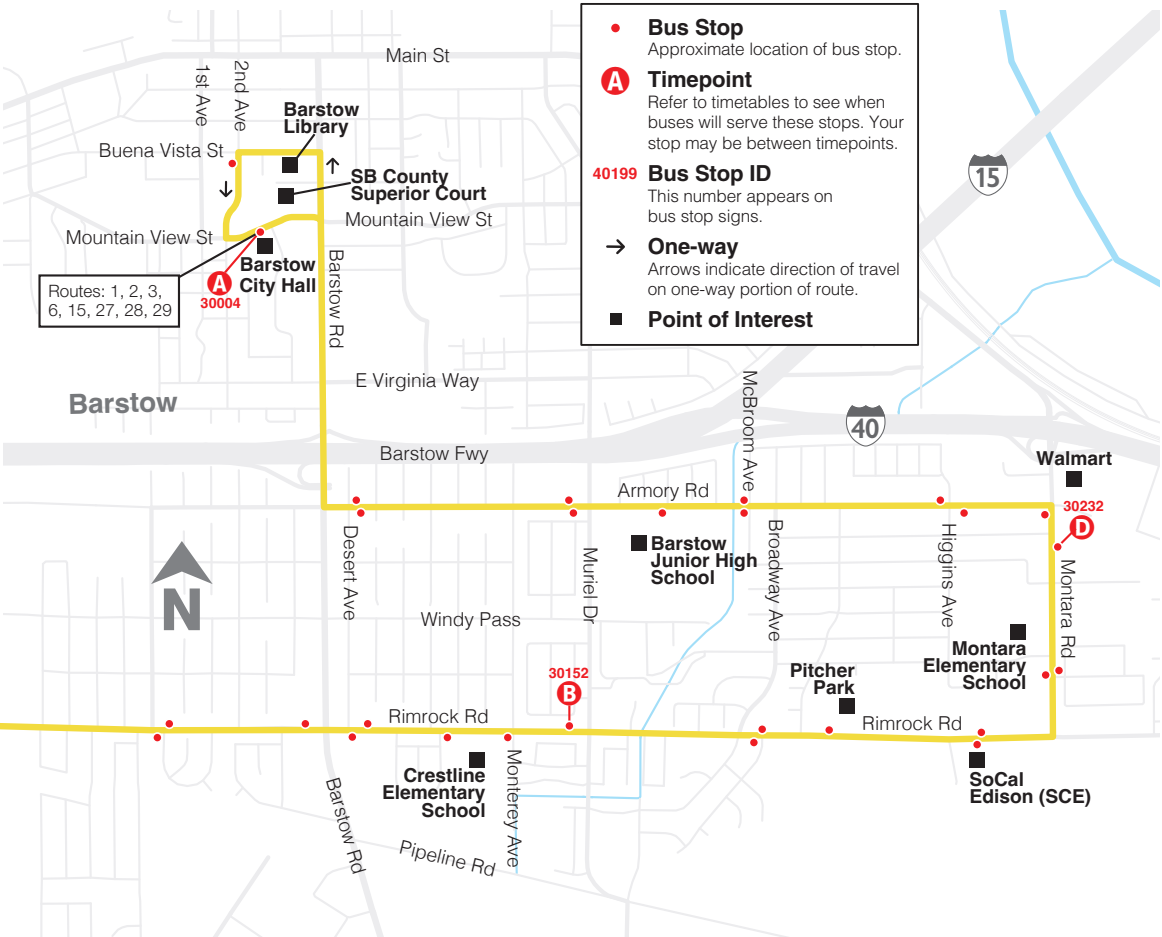 Bus Stop
Approximate location of bus stop.
A
Timepoint
Refer to timetables to see when
buses will serve these stops. Your
stop may be between timepoints.
40199
Bus Stop ID
This number appears on
bus stop signs.
One-way
Arrows indicate direction of travel
on one-way portion of route.
Point of Interest
Main St
1st Ave
2nd Ave
Barstow
Library
Buena Vista St
SB County
Superior Court
Mountain View St
Mountain View St
Barstow
City Hall
A
30004
Routes: 1, 2, 3,
6, 15, 27, 28, 29
Barstow Rd
15
E Virginia Way
Barstow
McBroom Ave
40
Barstow Fwy
Walmart
Armory Rd
30232
D
Desert Ave
Barstow
Junior High
School
Muriel Dr
Broadway Ave
Higgins Ave
Montara Rd
N
Windy Pass
Montara
Elementary
School
30152
B
Pitcher
Park
Rimrock Rd
Rimrock Rd
Crestline
Elementary
School
Monterey Ave
SoCal
Edison (SCE)
Barstow Rd
Pipeline Rd